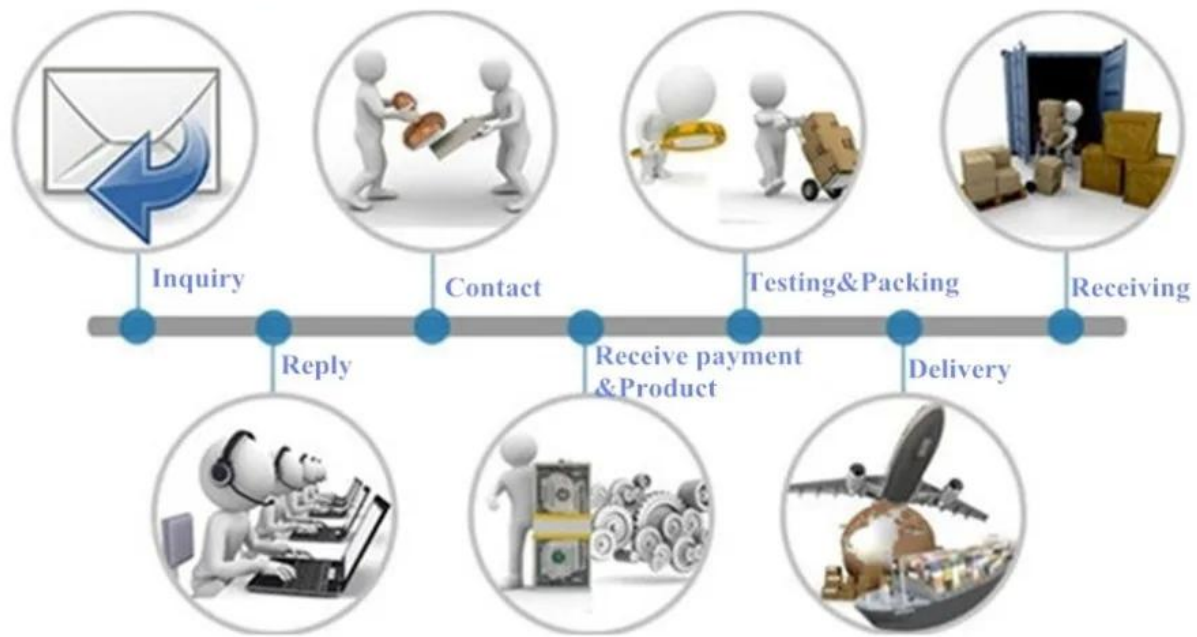 Inquiry
Reply
Contact
Receive payment
&Product
Testing&Packing
Delivery
Receiving